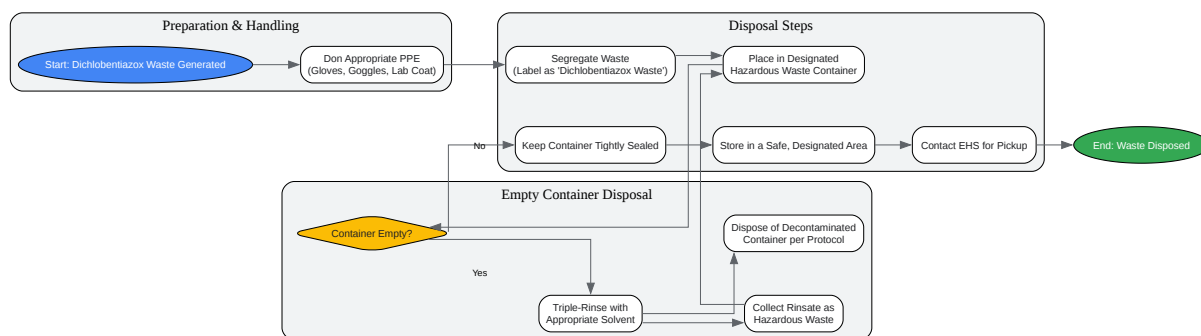 Preparation & Handling
Start: Dichlobentiazox Waste Generated
Don Appropriate PPE
(Gloves, Goggles, Lab Coat)
Disposal Steps
Segregate Waste
(Label as 'Dichlobentiazox Waste')
Place in Designated
Hazardous Waste Container
No
Keep Container Tightly Sealed
Store in a Safe, Designated Area
Contact EHS for Pickup
End: Waste Disposed
Empty Container Disposal
Container Empty?
Yes
Dispose of Decontaminated
Container per Protocol
Triple-Rinse with
Appropriate Solvent
Collect Rinsate as
Hazardous Waste